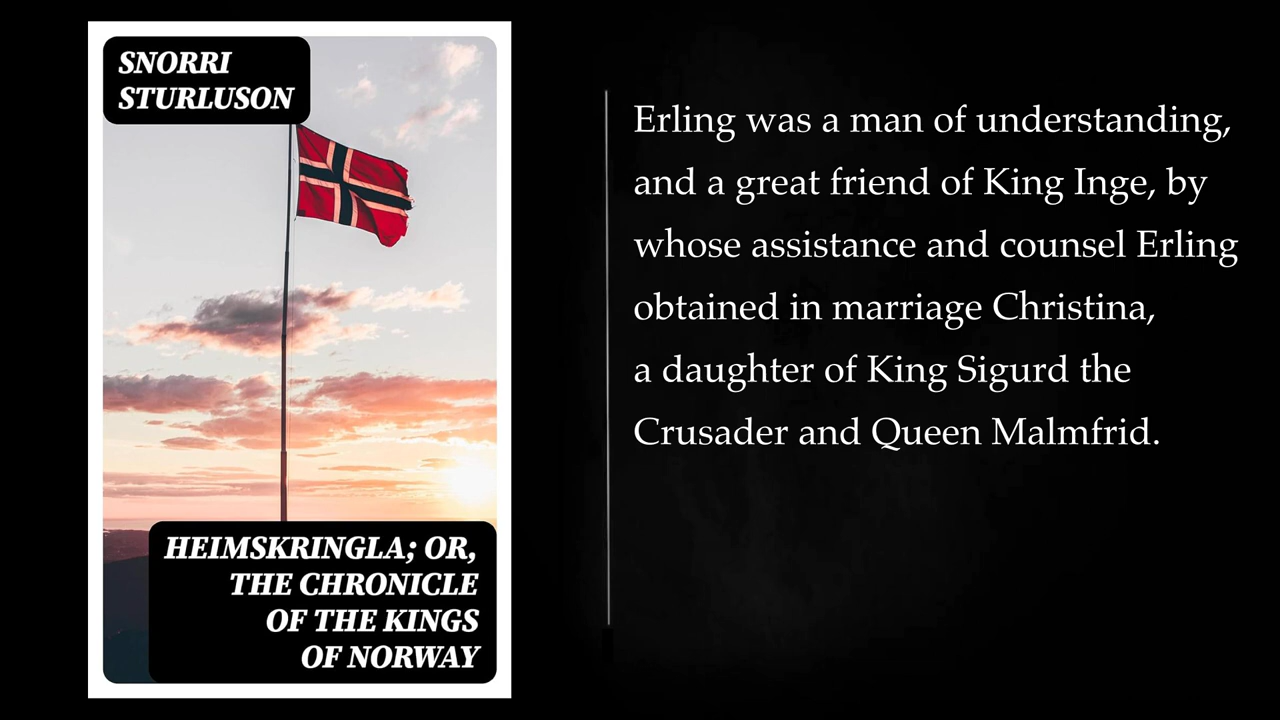 SNORRI
STURLUSON
HEIMSKRINGLA; OR,
THE CHRONICLE
OF THE KINGS
OF NORWAY
Erling was a man of understanding,
and a great friend of King Inge, by
whose assistance and counsel Erling
obtained in marriage Christina,
a daughter of King Sigurd the
Crusader and Queen Malmfrid.